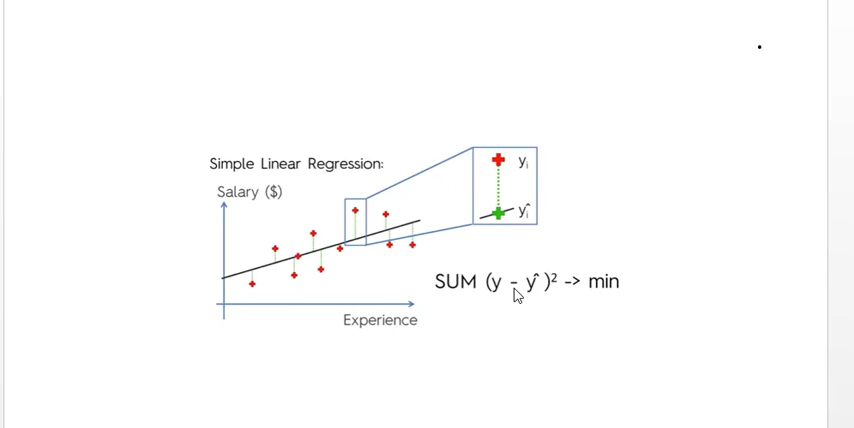 Simple Linear Regression:
Salary ($)
yᵢ
ŷᵢ
SUM (y - ŷ )² -> min
Experience